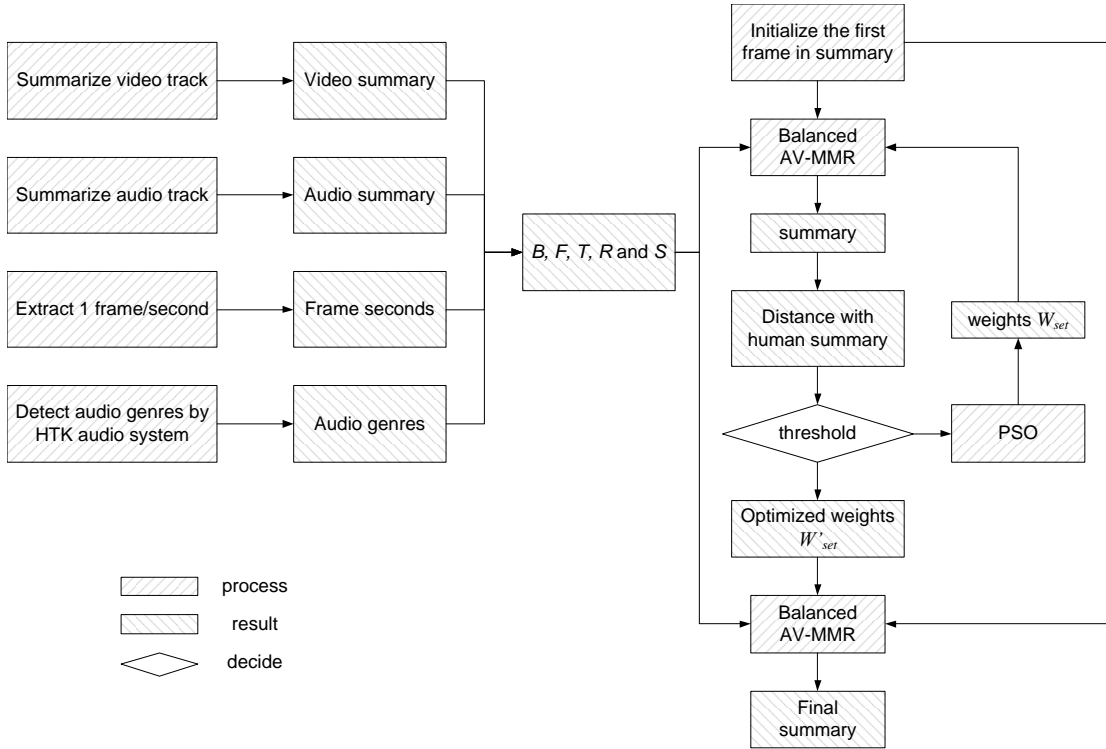 Summarize video track
Video summary
Summarize audio track
Audio summary
Extract 1 frame/second
Frame seconds
Detect audio genres by
HTK audio system
Audio genres
B, F, T, R and S
Initialize the first
frame in summary
Balanced
AV-MMR
summary
Distance with
human summary
threshold
PSO
weights W_set
Optimized weights
W'_set
Balanced
AV-MMR
Final
summary
process
result
decide